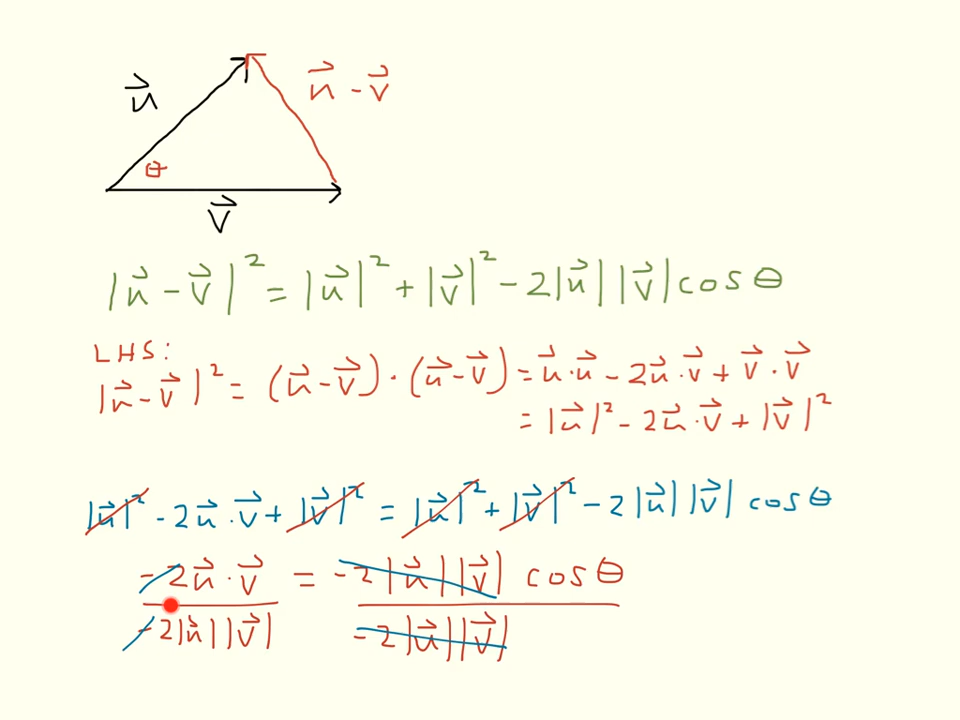 u⃗
u⃗ - v⃗
θ
v⃗
|u⃗ - v⃗|² = |u⃗|² + |v⃗|² - 2|u⃗||v⃗|cos θ
LHS:
|u⃗ - v⃗|² = (u⃗ - v⃗) · (u⃗ - v⃗) = u⃗ · u⃗ - 2u⃗ · v⃗ + v⃗ · v⃗
= |u⃗|² - 2u⃗ · v⃗ + |v⃗|²
|u⃗|² - 2u⃗ · v⃗ + |v⃗|² = |u⃗|² + |v⃗|² - 2|u⃗||v⃗| cos θ
-2u⃗ · v⃗ = -2|u⃗||v⃗| cos θ
-2|u⃗||v⃗| -2|u⃗||v⃗|